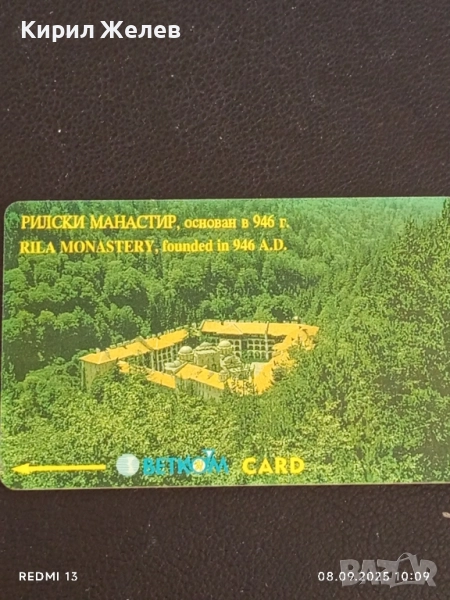 Кирил Желев
РИЛСКИ МАНАСТИР, основан в 946 г.
RILA MONASTERY, founded in 946 A.D.
BETKOM CARD
REDMI 13
08.09.2025 10:09
BAZAR